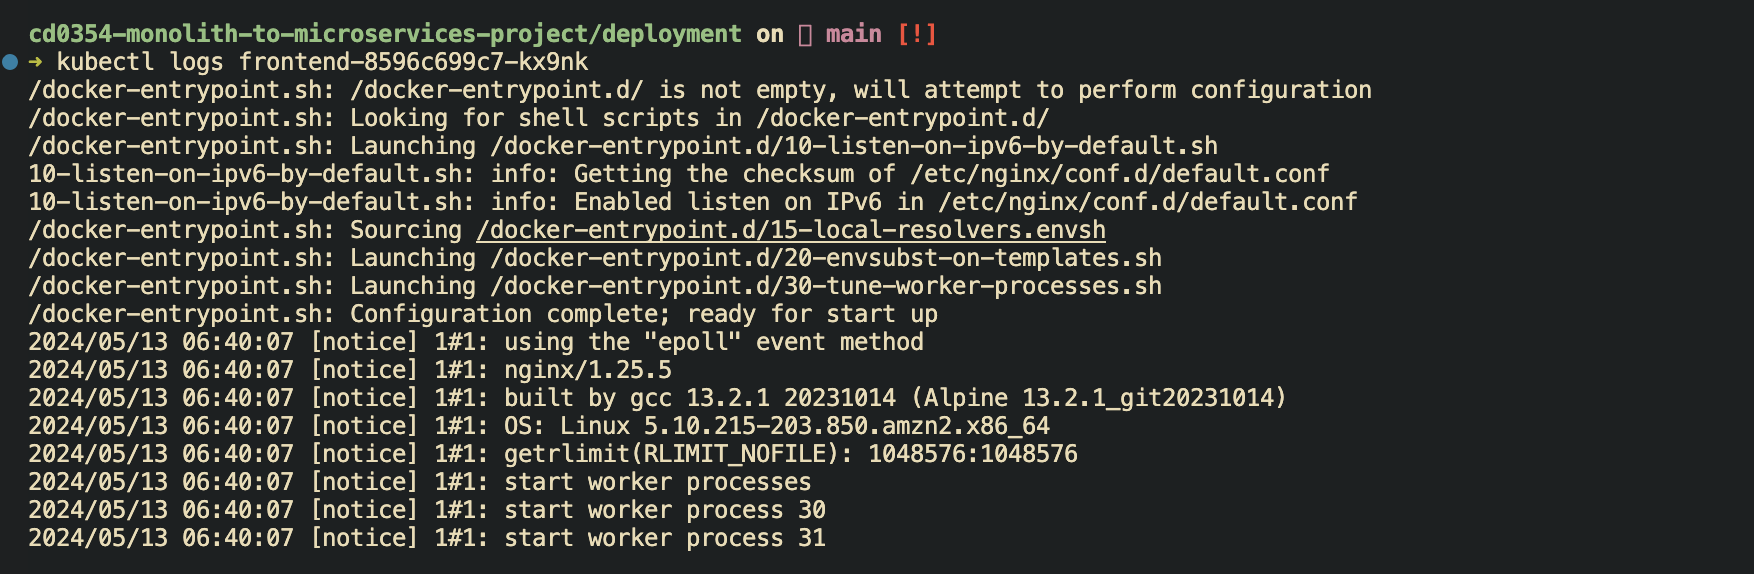 cd0354-monolith-to-microservices-project/deployment on main [!]
→ kubectl logs frontend-8596c699c7-kx9nk
/docker-entrypoint.sh: /docker-entrypoint.d/ is not empty, will attempt to perform configuration
/docker-entrypoint.sh: Looking for shell scripts in /docker-entrypoint.d/
/docker-entrypoint.sh: Launching /docker-entrypoint.d/10-listen-on-ipv6-by-default.sh
10-listen-on-ipv6-by-default.sh: info: Getting the checksum of /etc/nginx/conf.d/default.conf
10-listen-on-ipv6-by-default.sh: info: Enabled listen on IPv6 in /etc/nginx/conf.d/default.conf
/docker-entrypoint.sh: Sourcing /docker-entrypoint.d/15-local-resolvers.envsh
/docker-entrypoint.sh: Launching /docker-entrypoint.d/20-envsubst-on-templates.sh
/docker-entrypoint.sh: Launching /docker-entrypoint.d/30-tune-worker-processes.sh
/docker-entrypoint.sh: Configuration complete; ready for start up
2024/05/13 06:40:07 [notice] 1#1: using the "epoll" event method
2024/05/13 06:40:07 [notice] 1#1: nginx/1.25.5
2024/05/13 06:40:07 [notice] 1#1: built by gcc 13.2.1 20231014 (Alpine 13.2.1_git20231014)
2024/05/13 06:40:07 [notice] 1#1: OS: Linux 5.10.215-203.850.amzn2.x86_64
2024/05/13 06:40:07 [notice] 1#1: getrlimit(RLIMIT_NOFILE): 1048576:1048576
2024/05/13 06:40:07 [notice] 1#1: start worker processes
2024/05/13 06:40:07 [notice] 1#1: start worker process 30
2024/05/13 06:40:07 [notice] 1#1: start worker process 31